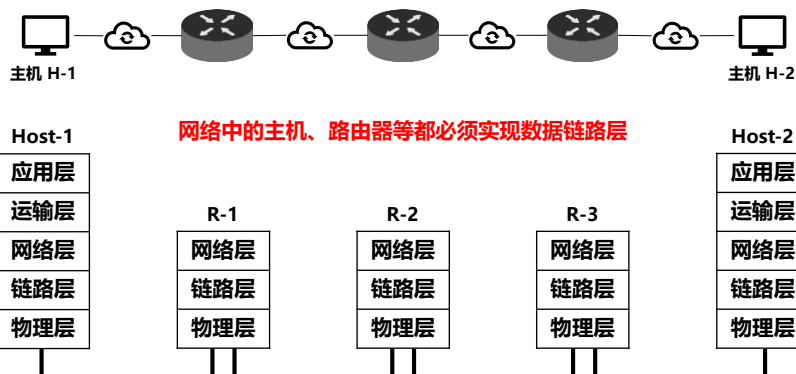 主机 H-1
主机 H-2
网络中的主机、路由器等都必须实现数据链路层
Host-1
Host-2
应用层
应用层
运输层
R-1
R-2
R-3
运输层
网络层
网络层
网络层
网络层
网络层
链路层
链路层
链路层
链路层
链路层
物理层
物理层
物理层
物理层
物理层